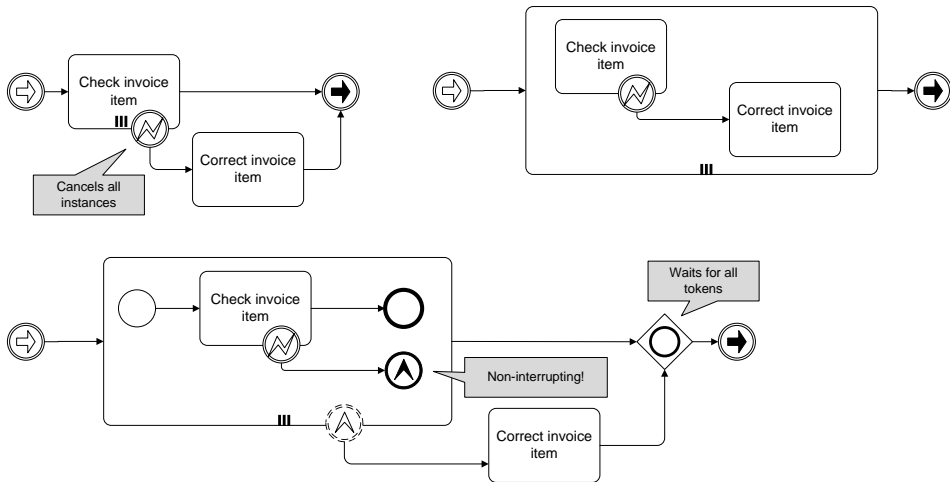 Check invoice
item
Correct invoice
item
Cancels all
instances
Check invoice
item
Correct invoice
item
Check invoice
item
Waits for all
tokens
Non-interrupting!
Correct invoice
item